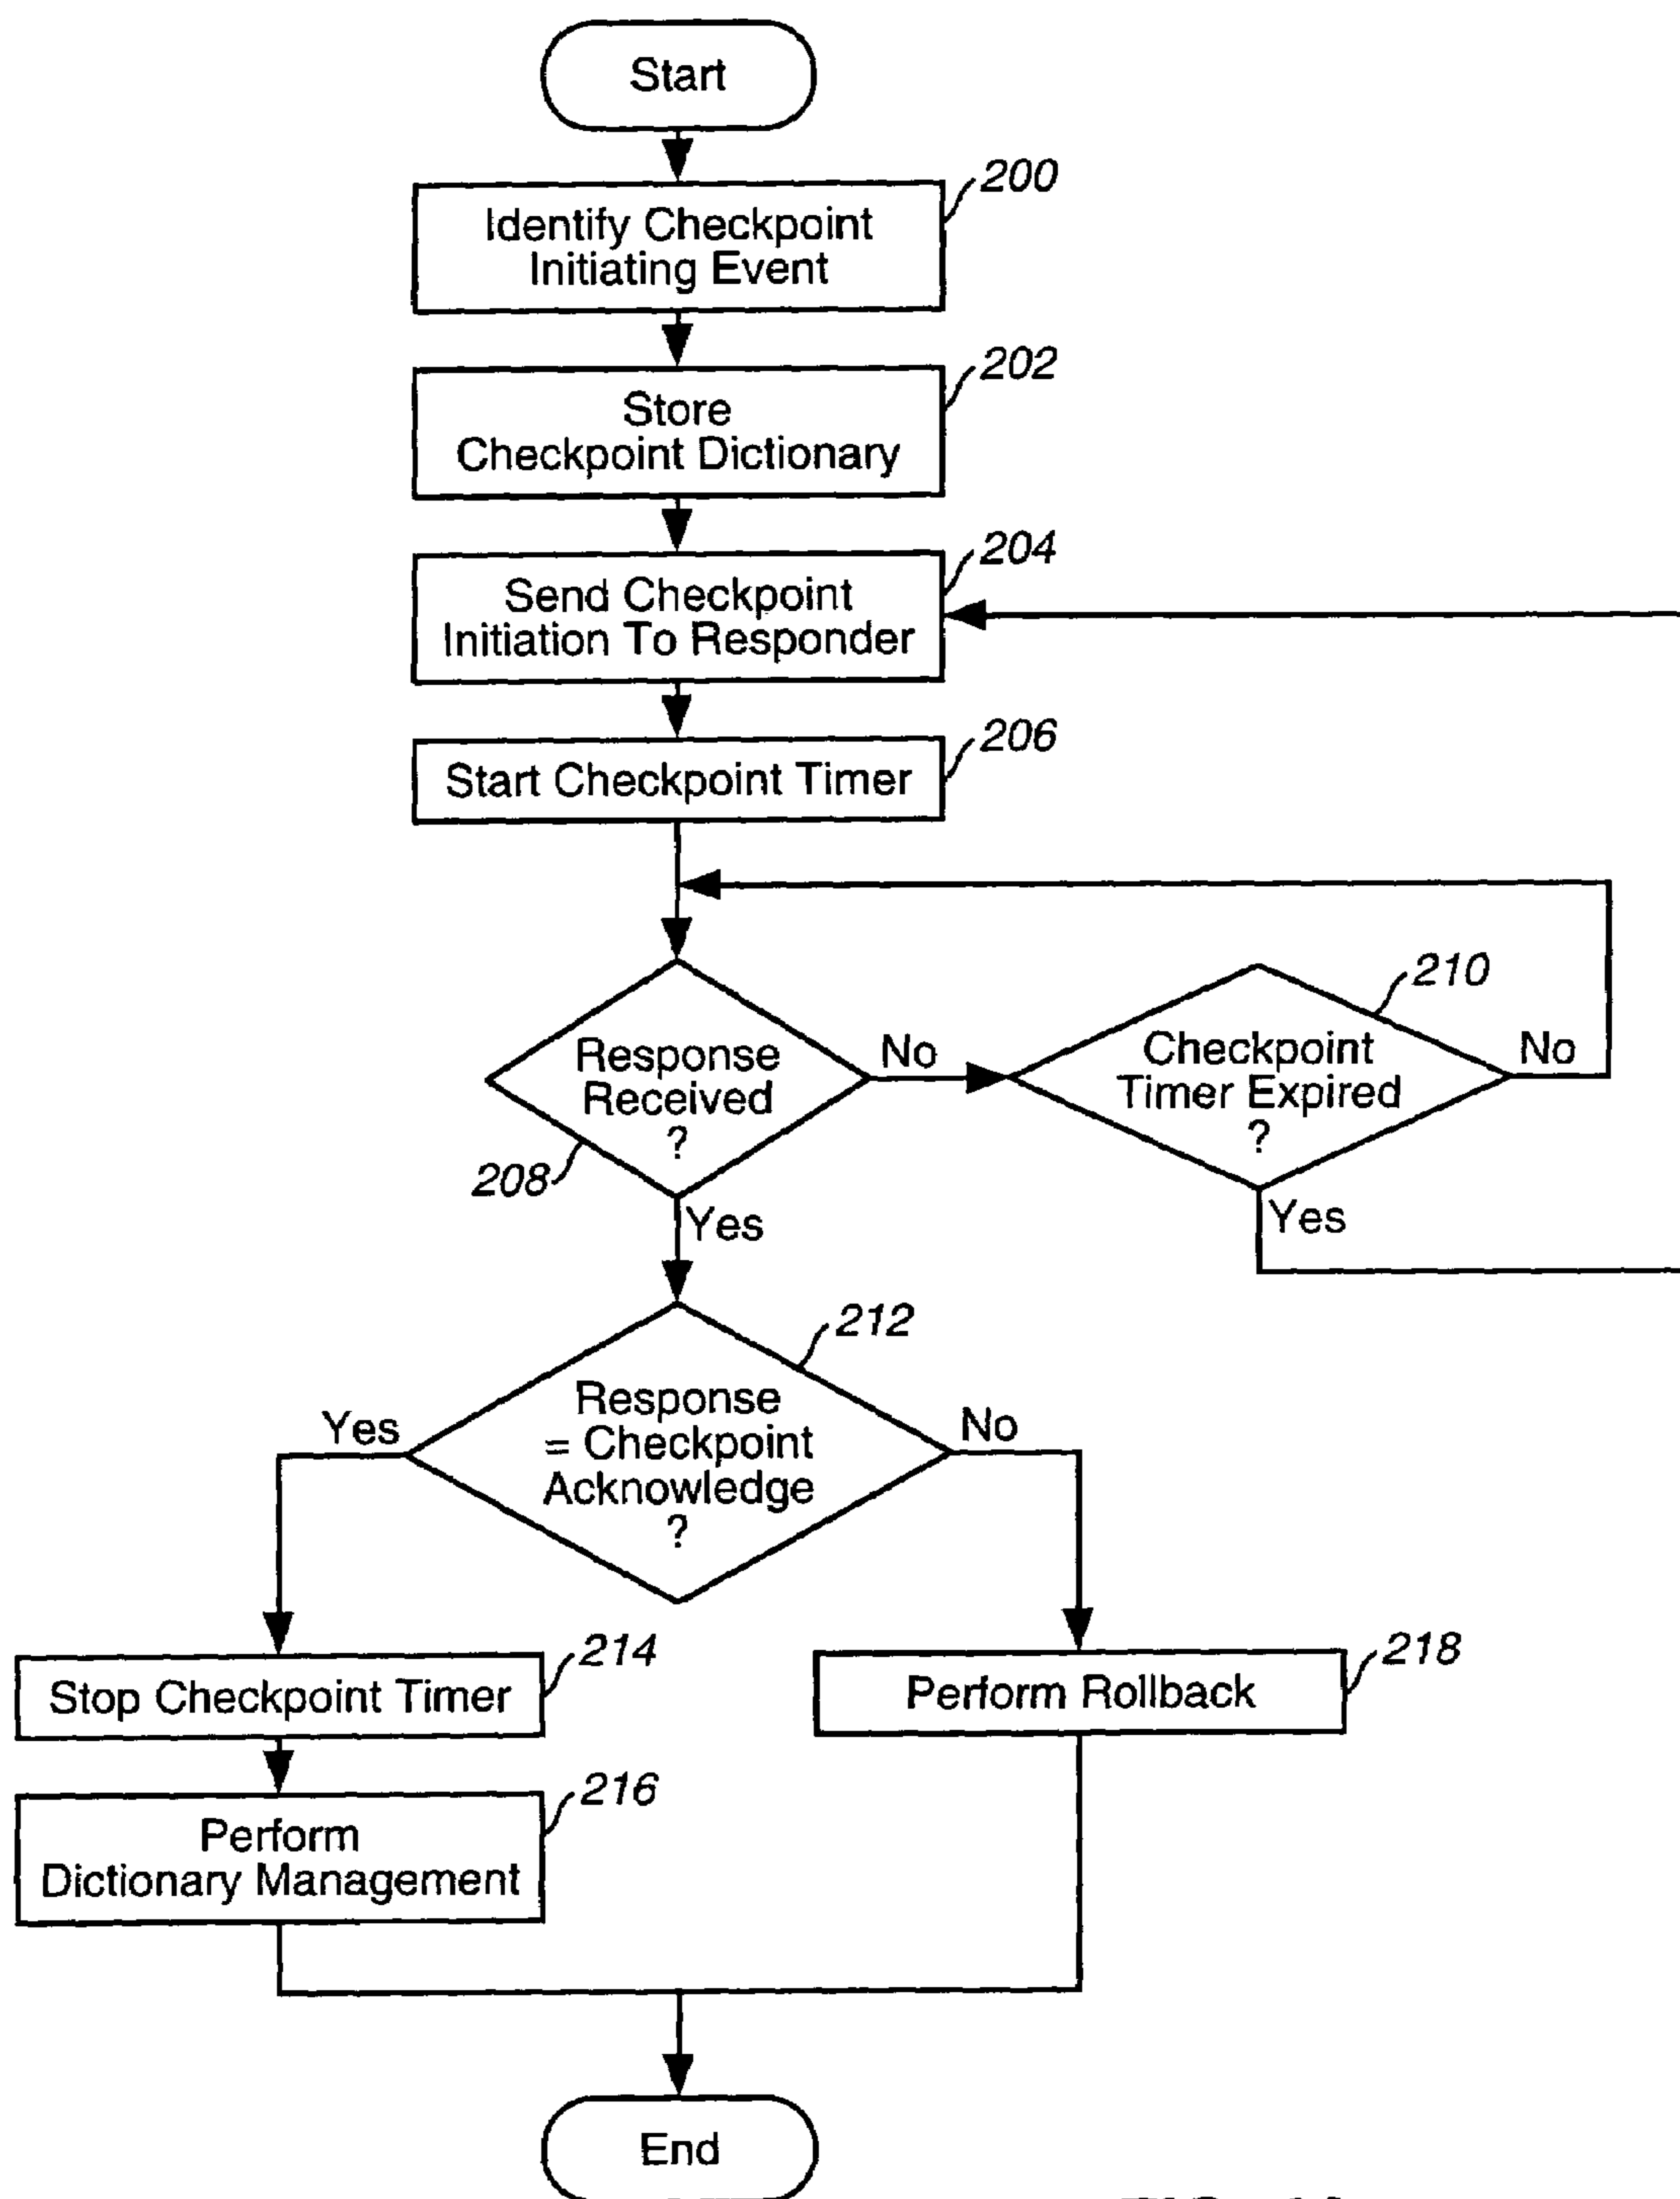 Start
200
Identify Checkpoint
Initiating Event
202
Store
Checkpoint Dictionary
204
Send Checkpoint
Initiation To Responder
206
Start Checkpoint Timer
210
Response
Received
?
No
Checkpoint
Timer Expired
?
No
208
Yes
Yes
212
Response
= Checkpoint
Acknowledge
?
Yes
No
214
Stop Checkpoint Timer
218
Perform Rollback
216
Perform
Dictionary Management
End